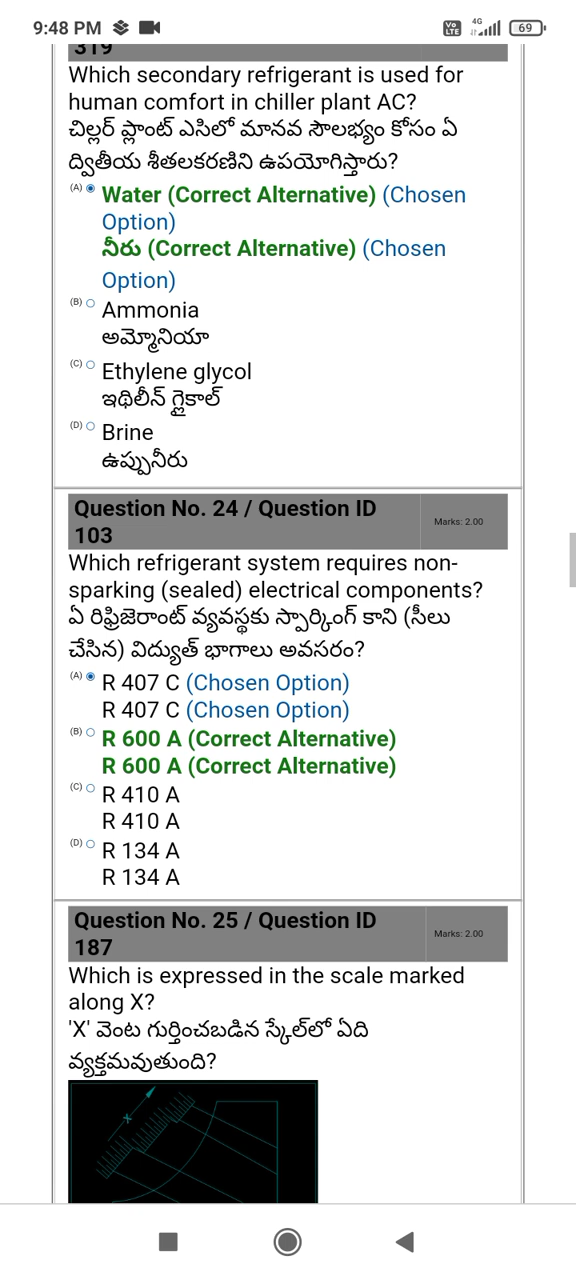 9:48 PM
Vo LTE 4G 69
319
Which secondary refrigerant is used for
human comfort in chiller plant AC?
చిల్లర్ ప్లాంట్ ఎసిలో మానవ సౌలభ్యం కోసం ఏ
ద్వితీయ శీతలకరణిని ఉపయోగిస్తారు?
(A) Water (Correct Alternative) (Chosen
Option)
నీరు (Correct Alternative) (Chosen
Option)
(B) Ammonia
అమ్మోనియా
(C) Ethylene glycol
ఇథిలీన్ గ్లైకాల్
(D) Brine
ఉప్పునీరు
Question No. 24 / Question ID
103
Marks: 2.00
Which refrigerant system requires non-
sparking (sealed) electrical components?
ఏ రిఫ్రిజెరాంట్ వ్యవస్థకు స్పార్కింగ్ కాని (సీలు
చేసిన) విద్యుత్ భాగాలు అవసరం?
(A) R 407 C (Chosen Option)
R 407 C (Chosen Option)
(B) R 600 A (Correct Alternative)
R 600 A (Correct Alternative)
(C) R 410 A
R 410 A
(D) R 134 A
R 134 A
Question No. 25 / Question ID
187
Marks: 2.00
Which is expressed in the scale marked
along X?
'X' వెంట గుర్తించబడిన స్కేల్‌లో ఏది
వ్యక్తమవుతుంది?
X